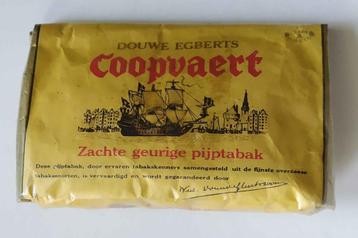 DOUWE EGBERTS
Coopvaert
Zachte geurige pijptabak
Deze pijptabak, door ervaren tabakskenners samengesteld uit de fijnste overzeese
tabaksoorten, is vervaardigd en wordt gegarandeerd door